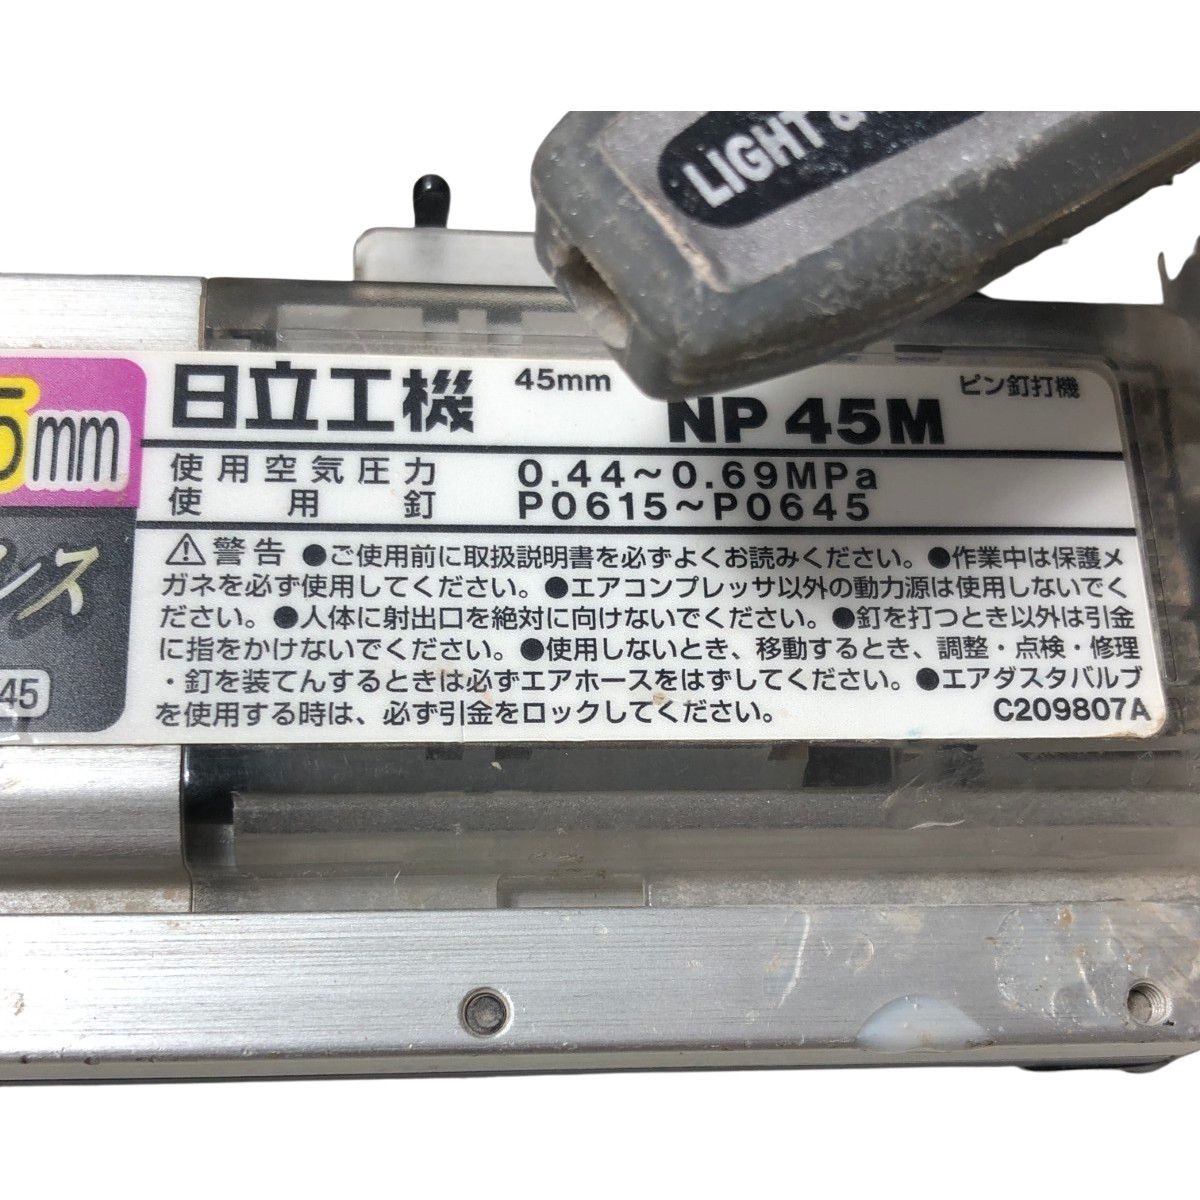 LIGHT &
日立工機 45mm NP 45M ピン釘打機
5mm
使用空気圧力 0.44～0.69MPa
使用釘 P0615～P0645
⚠警告 ●ご使用前に取扱説明書を必ずよくお読みください。●作業中は保護メ
ガネを必ず使用してください。●エアコンプレッサ以外の動力源は使用しないでく
ださい。●人体に射出口を絶対に向けないでください。●釘を打つとき以外は引金
に指をかけないでください。●使用しないとき、移動するとき、調整・点検・修理
・釘を装てんするときは必ずエアホースをはずしてください。●エアダスタバルブ
を使用する時は、必ず引金をロックしてください。 C209807A
ンス
45